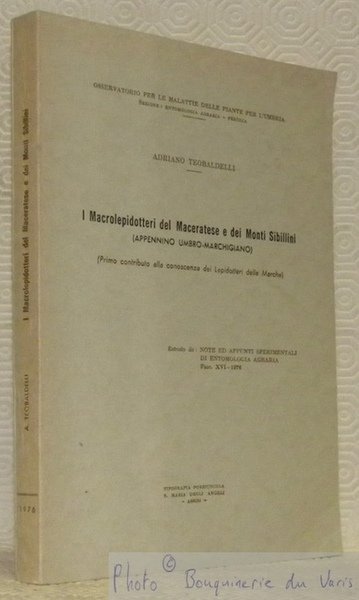 OSSERVATORIO PER LE MALATTIE DELLE PIANTE PER L'UMBRIA
SEZIONE: ENTOMOLOGIA AGRARIA - PERUGIA
ADRIANO TEOBALDELLI
I Macrolepidotteri del Maceratese e dei Monti Sibillini
(APPENNINO UMBRO-MARCHIGIANO)
(Primo contributo alla conoscenza dei Lepidotteri delle Marche)
Estratto da: NOTE ED APPUNTI SPERIMENTALI
DI ENTOMOLOGIA AGRARIA
Fasc. XVI - 1976
TIPOGRAFIA PORZIUNCOLA
S. MARIA DEGLI ANGELI
- ASSISI -
A. TEOBALDELLI
I Macrolepidotteri del Maceratese e dei Monti Sibillini
1976
Photo © Bouquinerie du Varis